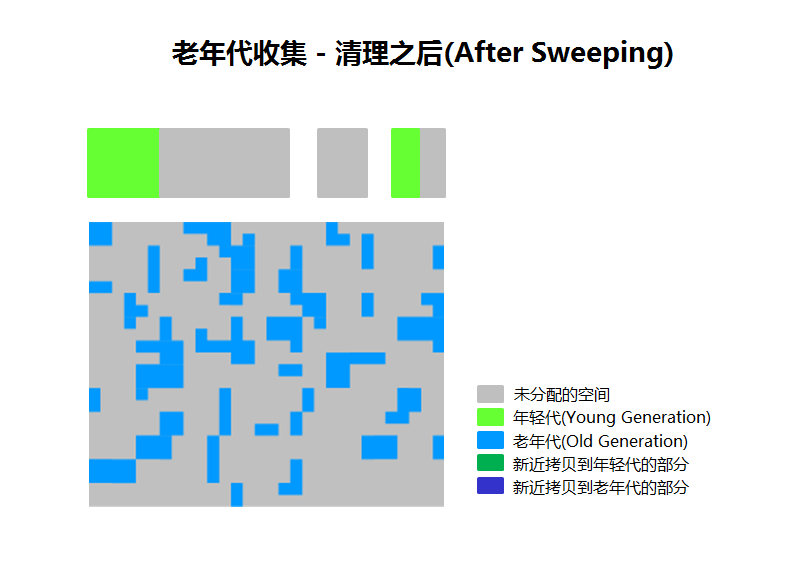 老年代收集 - 清理之后(After Sweeping)
未分配的空间
年轻代(Young Generation)
老年代(Old Generation)
新近拷贝到年轻代的部分
新近拷贝到老年代的部分